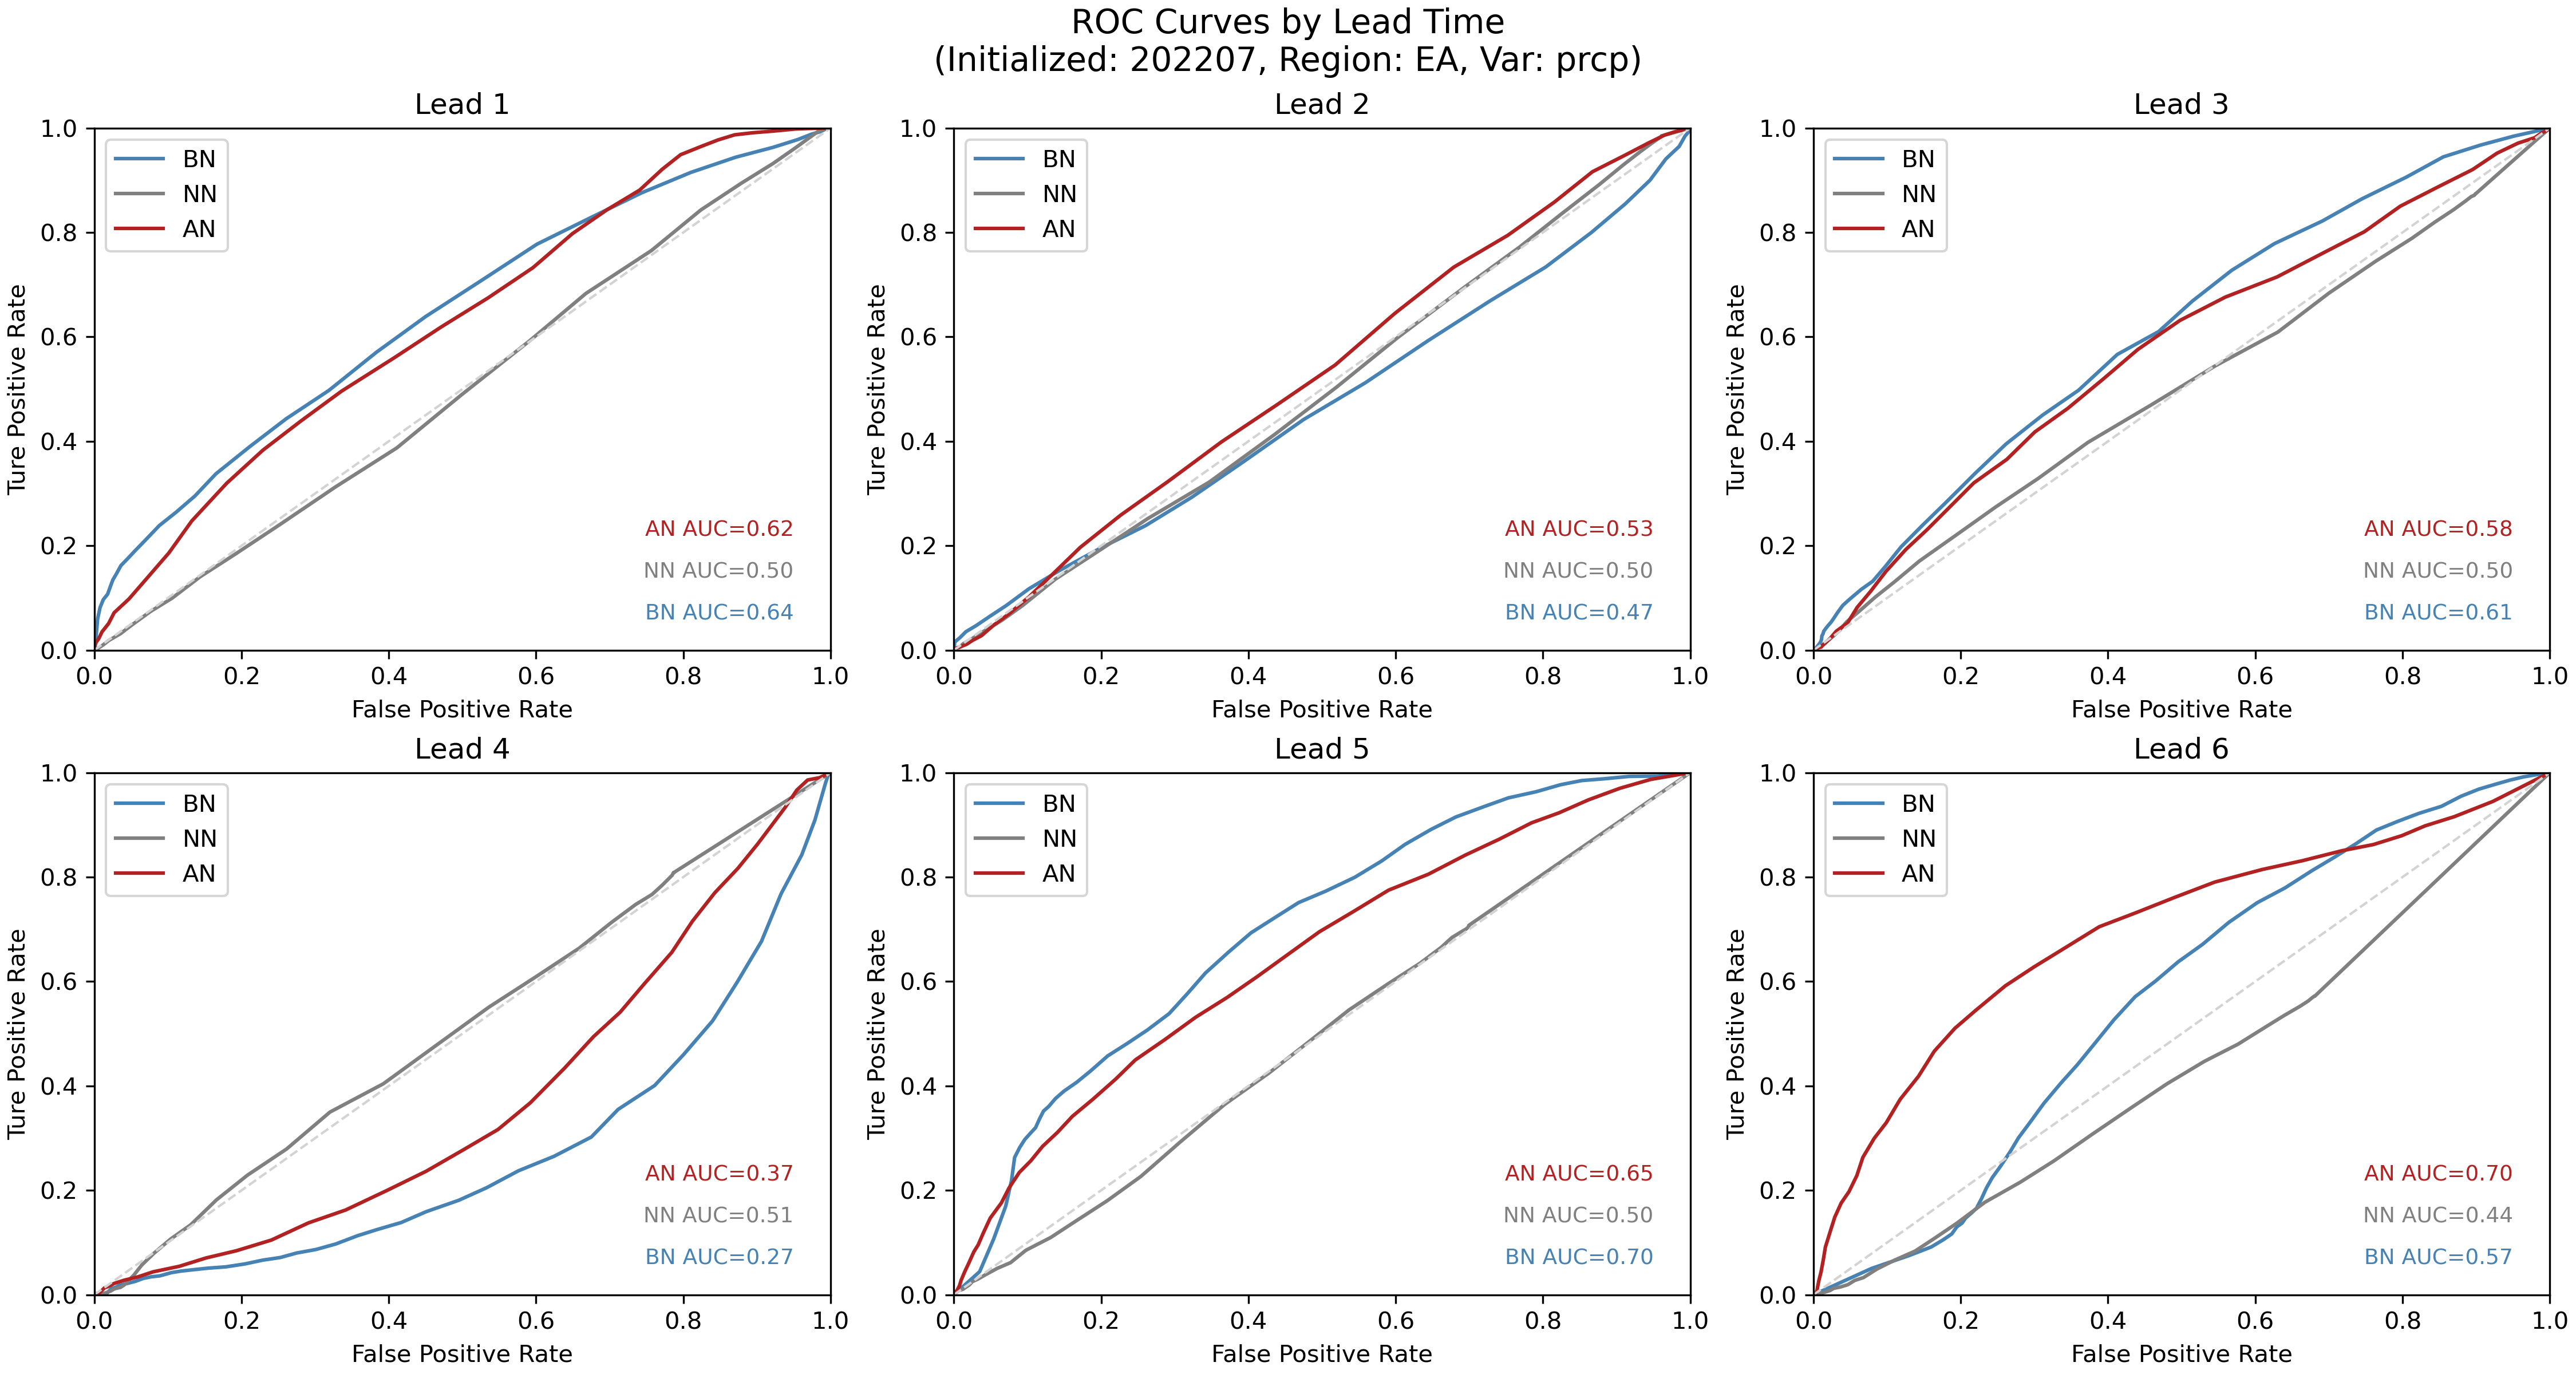 ROC Curves by Lead Time
(Initialized: 202207, Region: EA, Var: prcp)
Lead 1
1.0
0.8
0.6
0.4
0.2
0.0
Ture Positive Rate
BN
NN
AN
AN AUC=0.62
NN AUC=0.50
BN AUC=0.64
0.0 0.2 0.4 0.6 0.8 1.0
False Positive Rate
Lead 2
1.0
0.8
0.6
0.4
0.2
0.0
Ture Positive Rate
BN
NN
AN
AN AUC=0.53
NN AUC=0.50
BN AUC=0.47
0.0 0.2 0.4 0.6 0.8 1.0
False Positive Rate
Lead 3
1.0
0.8
0.6
0.4
0.2
0.0
Ture Positive Rate
BN
NN
AN
AN AUC=0.58
NN AUC=0.50
BN AUC=0.61
0.0 0.2 0.4 0.6 0.8 1.0
False Positive Rate
Lead 4
1.0
0.8
0.6
0.4
0.2
0.0
Ture Positive Rate
BN
NN
AN
AN AUC=0.37
NN AUC=0.51
BN AUC=0.27
0.0 0.2 0.4 0.6 0.8 1.0
False Positive Rate
Lead 5
1.0
0.8
0.6
0.4
0.2
0.0
Ture Positive Rate
BN
NN
AN
AN AUC=0.65
NN AUC=0.50
BN AUC=0.70
0.0 0.2 0.4 0.6 0.8 1.0
False Positive Rate
Lead 6
1.0
0.8
0.6
0.4
0.2
0.0
Ture Positive Rate
BN
NN
AN
AN AUC=0.70
NN AUC=0.44
BN AUC=0.57
0.0 0.2 0.4 0.6 0.8 1.0
False Positive Rate